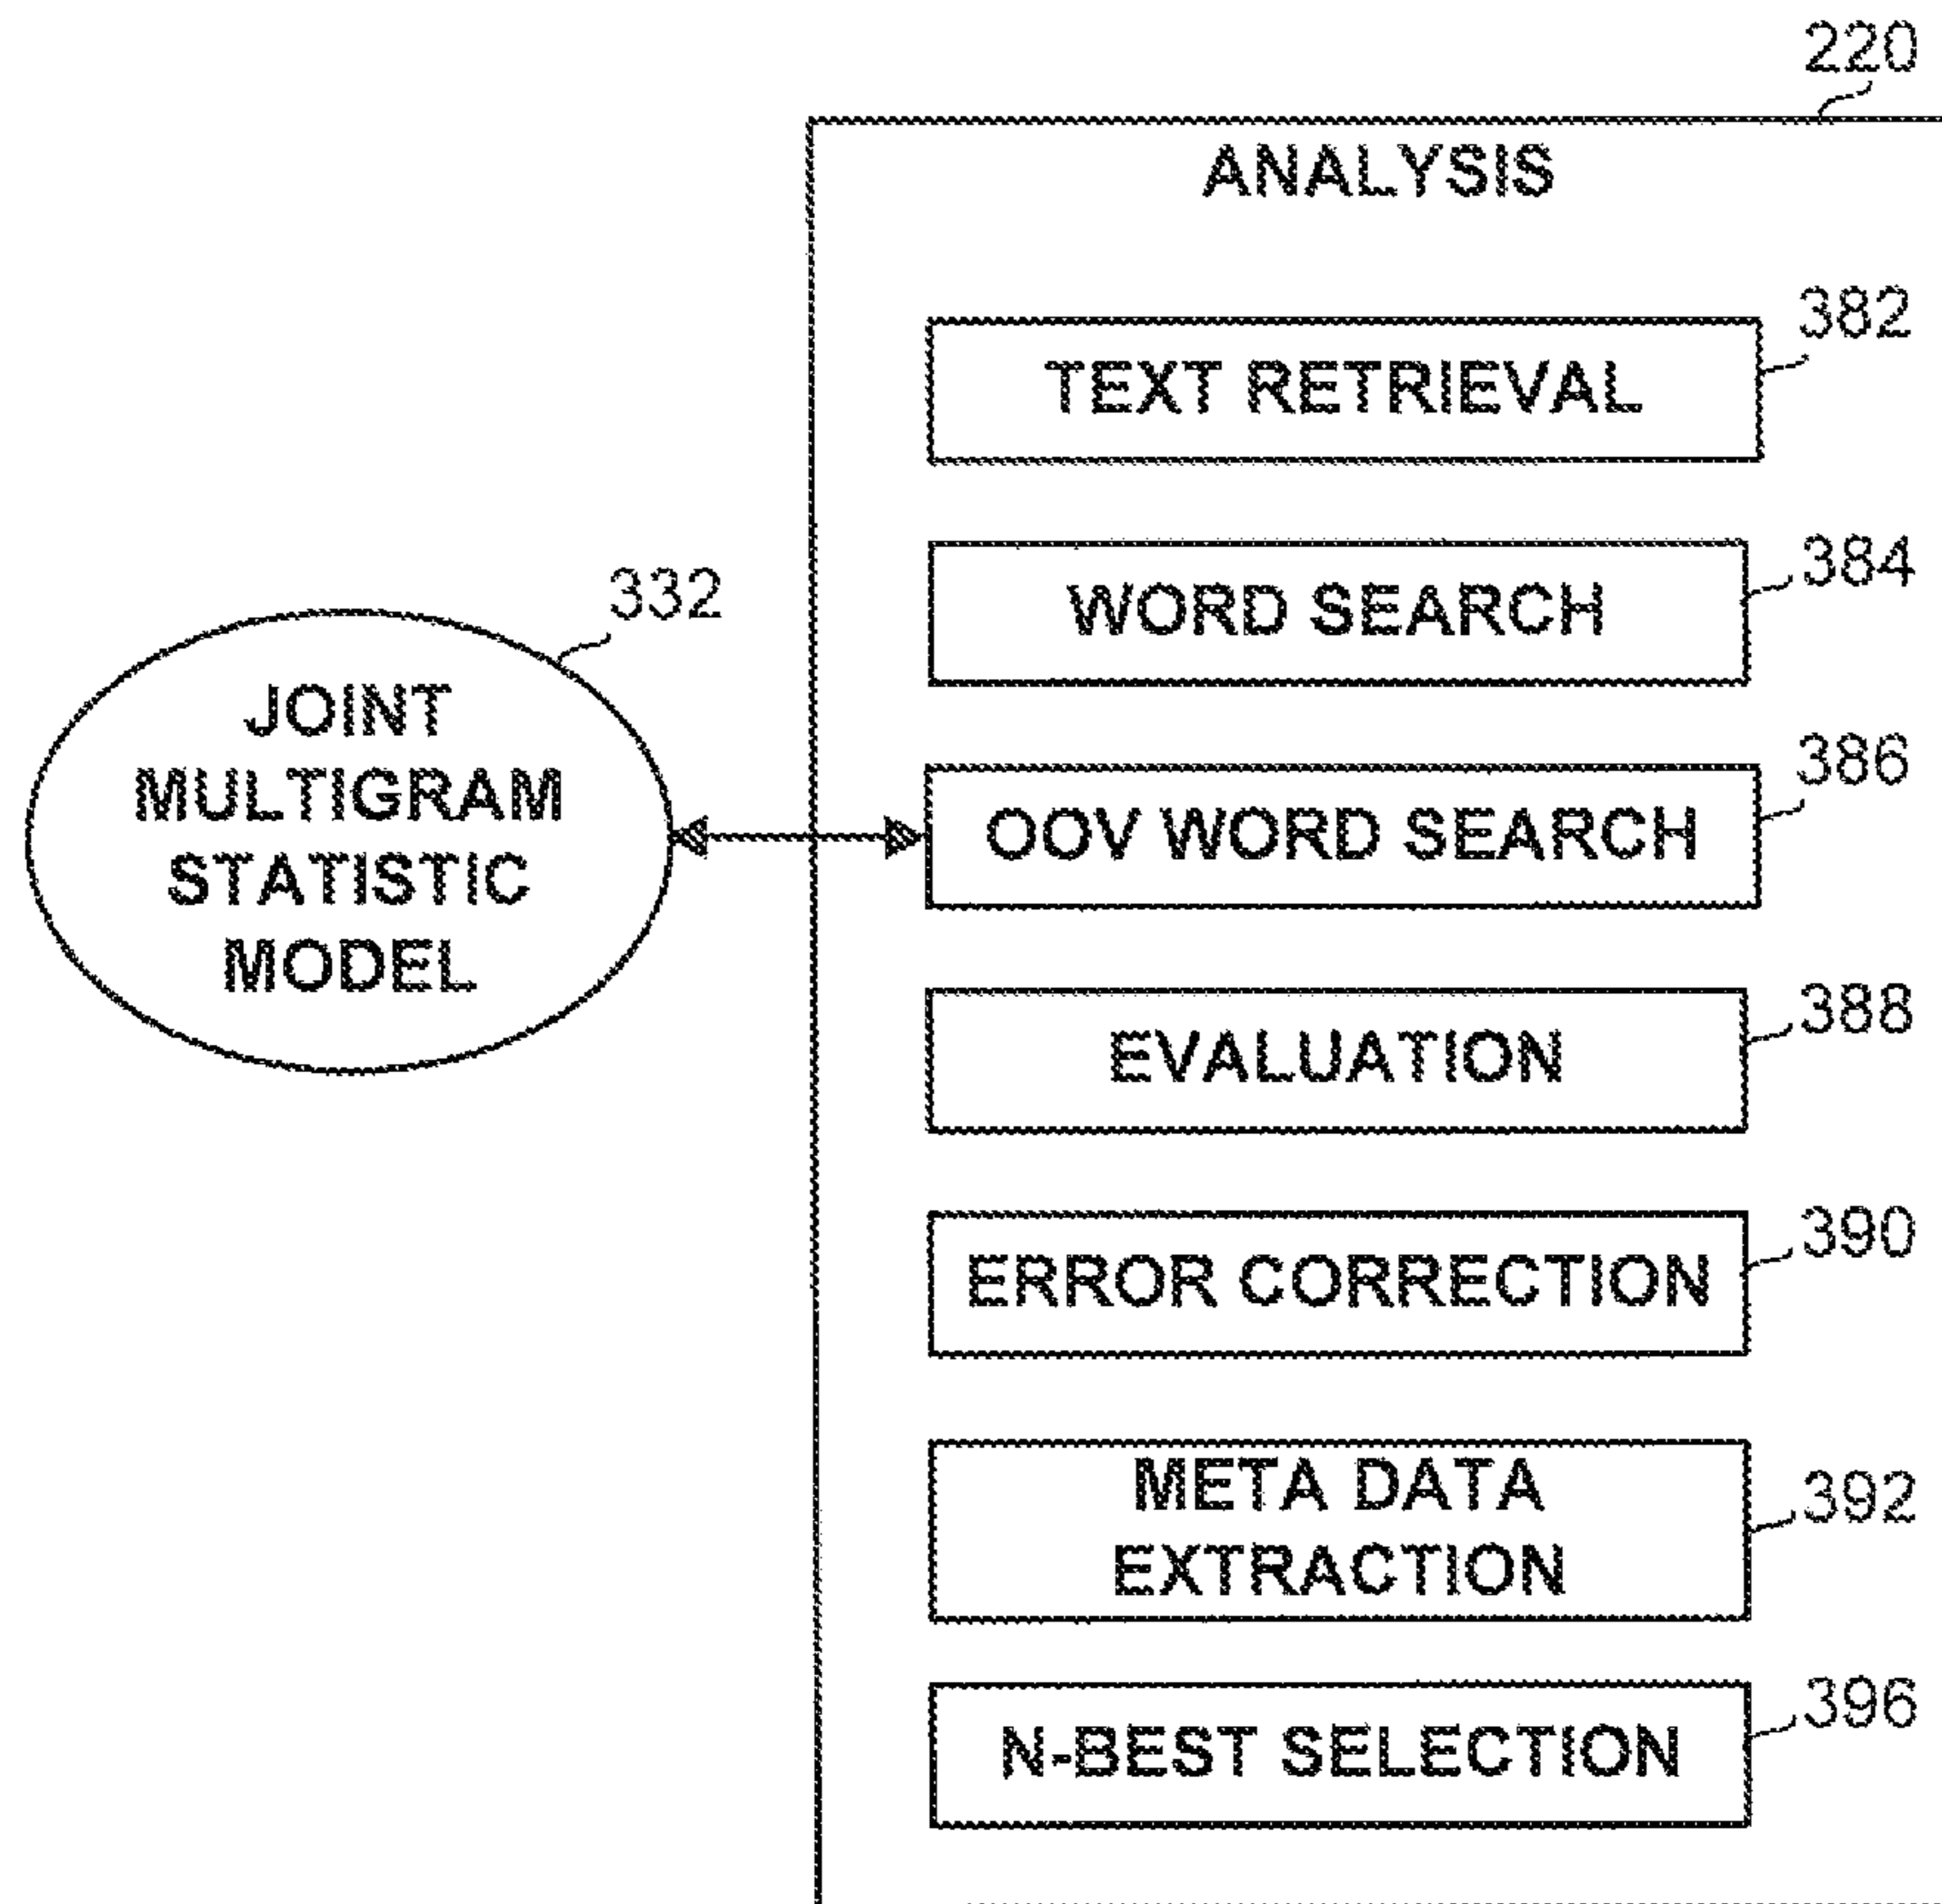 220
ANALYSIS
382
TEXT RETRIEVAL
384
WORD SEARCH
332
JOINT
MULTIGRAM
STATISTIC
MODEL
386
OOV WORD SEARCH
388
EVALUATION
390
ERROR CORRECTION
392
META DATA
EXTRACTION
396
N-BEST SELECTION